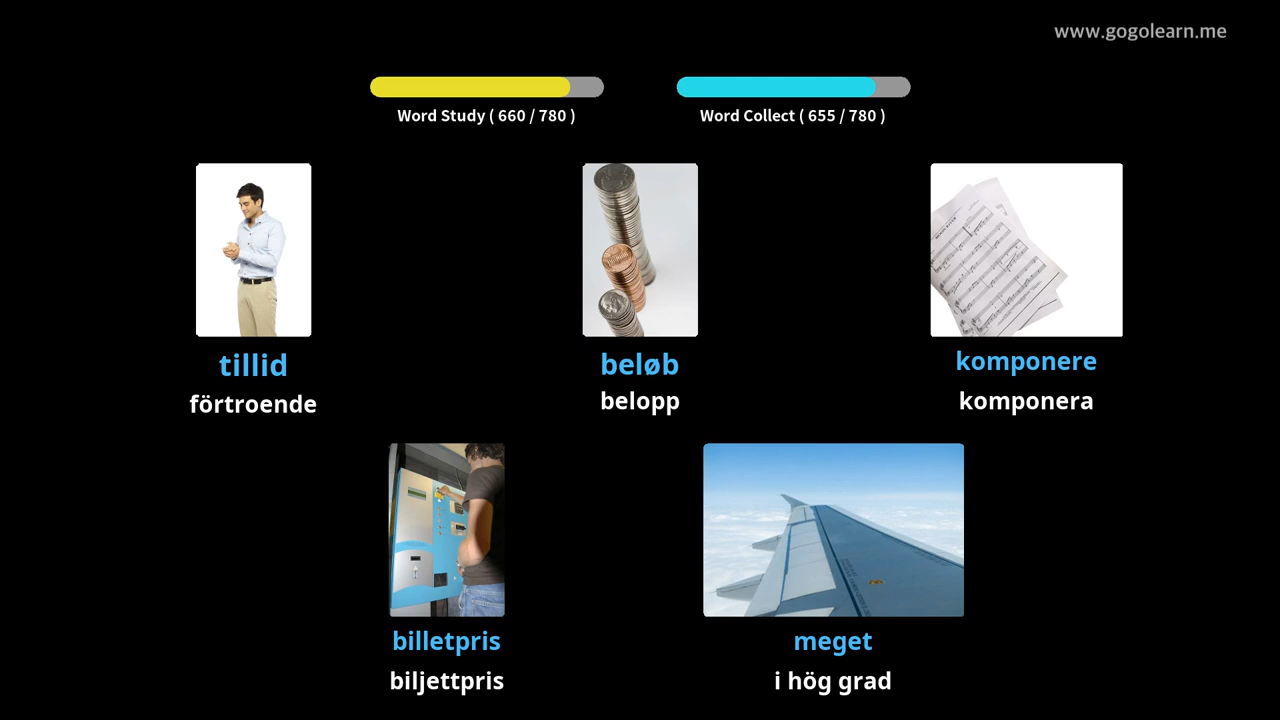 www.gogolearn.me
Word Study ( 660 / 780 )
Word Collect ( 655 / 780 )
tillid
förtroende
beløb
belopp
komponere
komponera
billetpris
biljettpris
meget
i hög grad